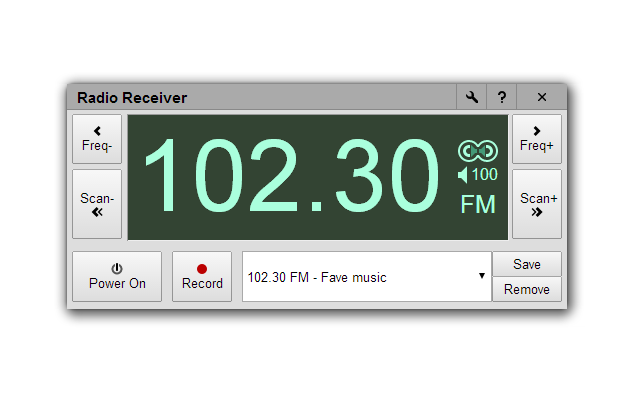 Radio Receiver
?
Freq-
Scan-
102.30
100
FM
Freq+
Scan+
Power On
Record
102.30 FM - Fave music
Save
Remove